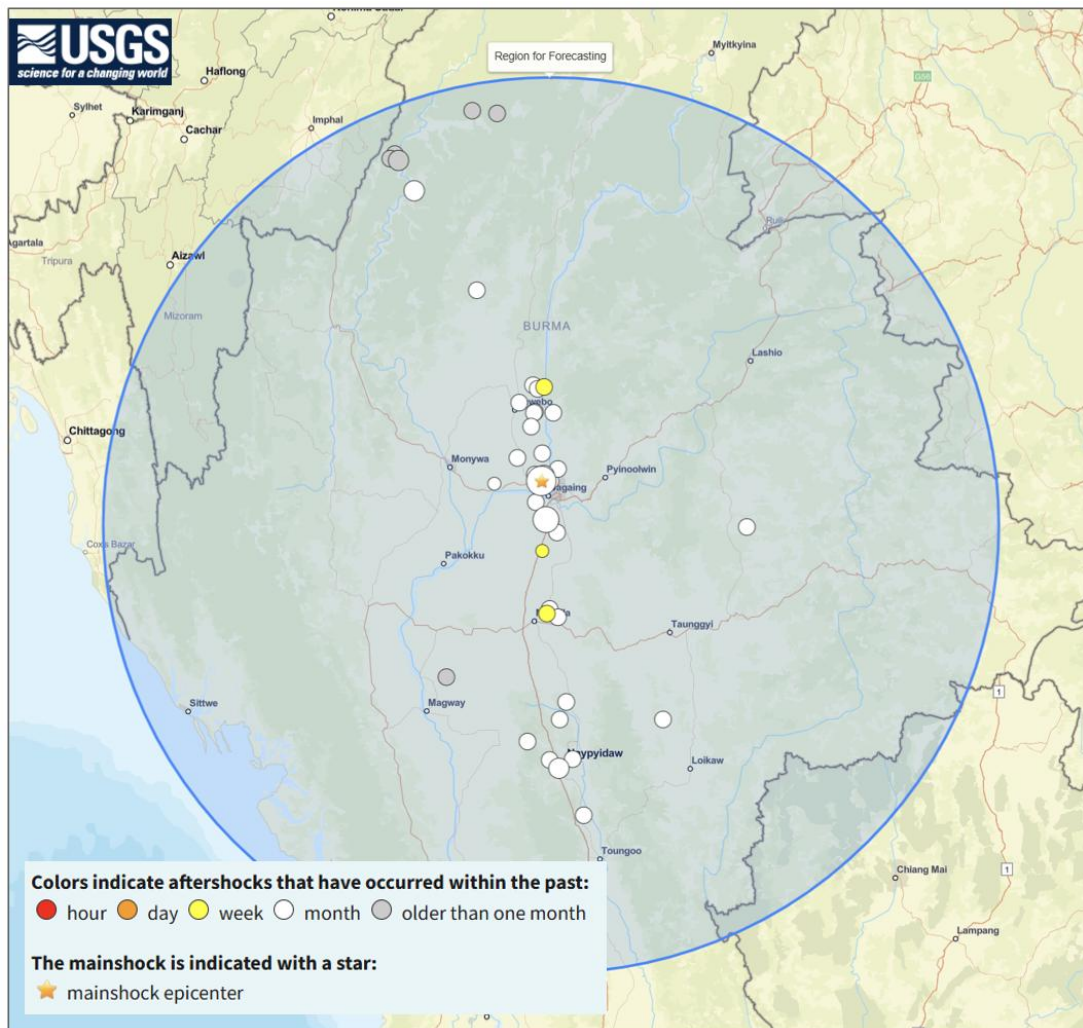 Haflong
Myitkyina
USGS
science for a changing world
Region for Forecasting
G56
Sylhet
Karimganj
Imphal
Cachar
Agartala
Tripura
Aizawl
Mizoram
BURMA
Lashio
Chittagong
Monywa
Pyinoolwin
Pakokku
Taunggyi
Sittwe
Magway
1
Naypyidaw
Loikaw
Toungoo
Chiang Mai
1
Lampang
Colors indicate aftershocks that have occurred within the past:
hour day week month older than one month
The mainshock is indicated with a star:
mainshock epicenter